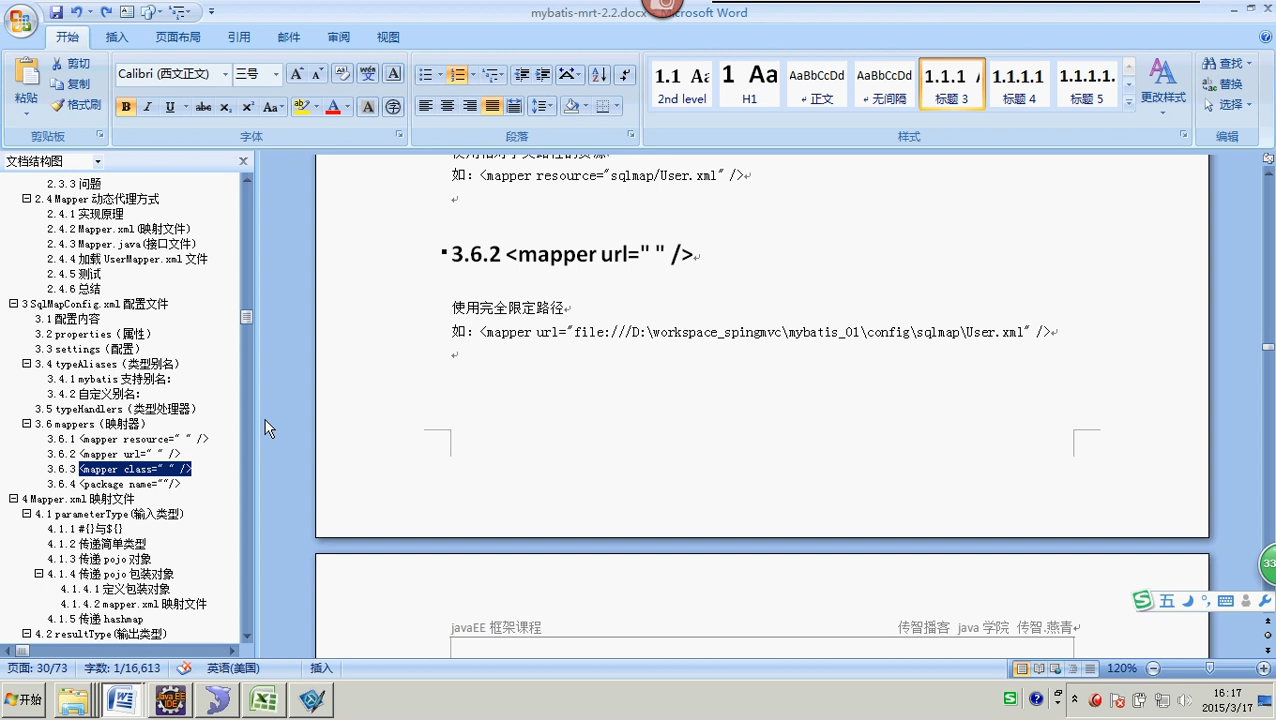 mybatis-mrt-2.2.docx - Microsoft Word
开始 插入 页面布局 引用 邮件 审阅 视图
剪切
复制
格式刷
粘贴
剪贴板
Calibri (西文正文) 三号
字体
段落
1.1 Aa 1 Aa AaBbCcDd AaBbCcDd 1.1.1 1.1.1.1 1.1.1.1.
2nd level H1 正文 无间隔 标题 3 标题 4 标题 5
更改样式
样式
查找
替换
选择
编辑
文档结构图
2.3.3 问题
2.4 Mapper 动态代理方式
2.4.1 实现原理
2.4.2 Mapper.xml(映射文件)
2.4.3 Mapper.java(接口文件)
2.4.4 加载 UserMapper.xml 文件
2.4.5 测试
2.4.6 总结
3 SqlMapConfig.xml 配置文件
3.1 配置内容
3.2 properties（属性）
3.3 settings（配置）
3.4 typeAliases（类型别名）
3.4.1 mybatis 支持别名：
3.4.2 自定义别名：
3.5 typeHandlers（类型处理器）
3.6 mappers（映射器）
3.6.1 <mapper resource=" " />
3.6.2 <mapper url=" " />
3.6.3 <mapper class=" " />
3.6.4 <package name=""/>
4 Mapper.xml 映射文件
4.1 parameterType(输入类型)
4.1.1 #{}与${}
4.1.2 传递简单类型
4.1.3 传递 pojo 对象
4.1.4 传递 pojo 包装对象
4.1.4.1 定义包装对象
4.1.4.2 mapper.xml 映射文件
4.1.5 传递 hashmap
4.2 resultType(输出类型)
使用相对于类路径的资源
如：<mapper resource="sqlmap/User.xml" />
3.6.2 <mapper url=" " />
使用完全限定路径
如：<mapper url="file:///D:\workspace_spingmvc\mybatis_01\config\sqlmap\User.xml" />
javaEE 框架课程 传智播客 java 学院 传智.燕青
33
五
页面: 30/73 字数: 1/16,613 英语(美国) 插入 120%
开始
16:17
2015/3/17